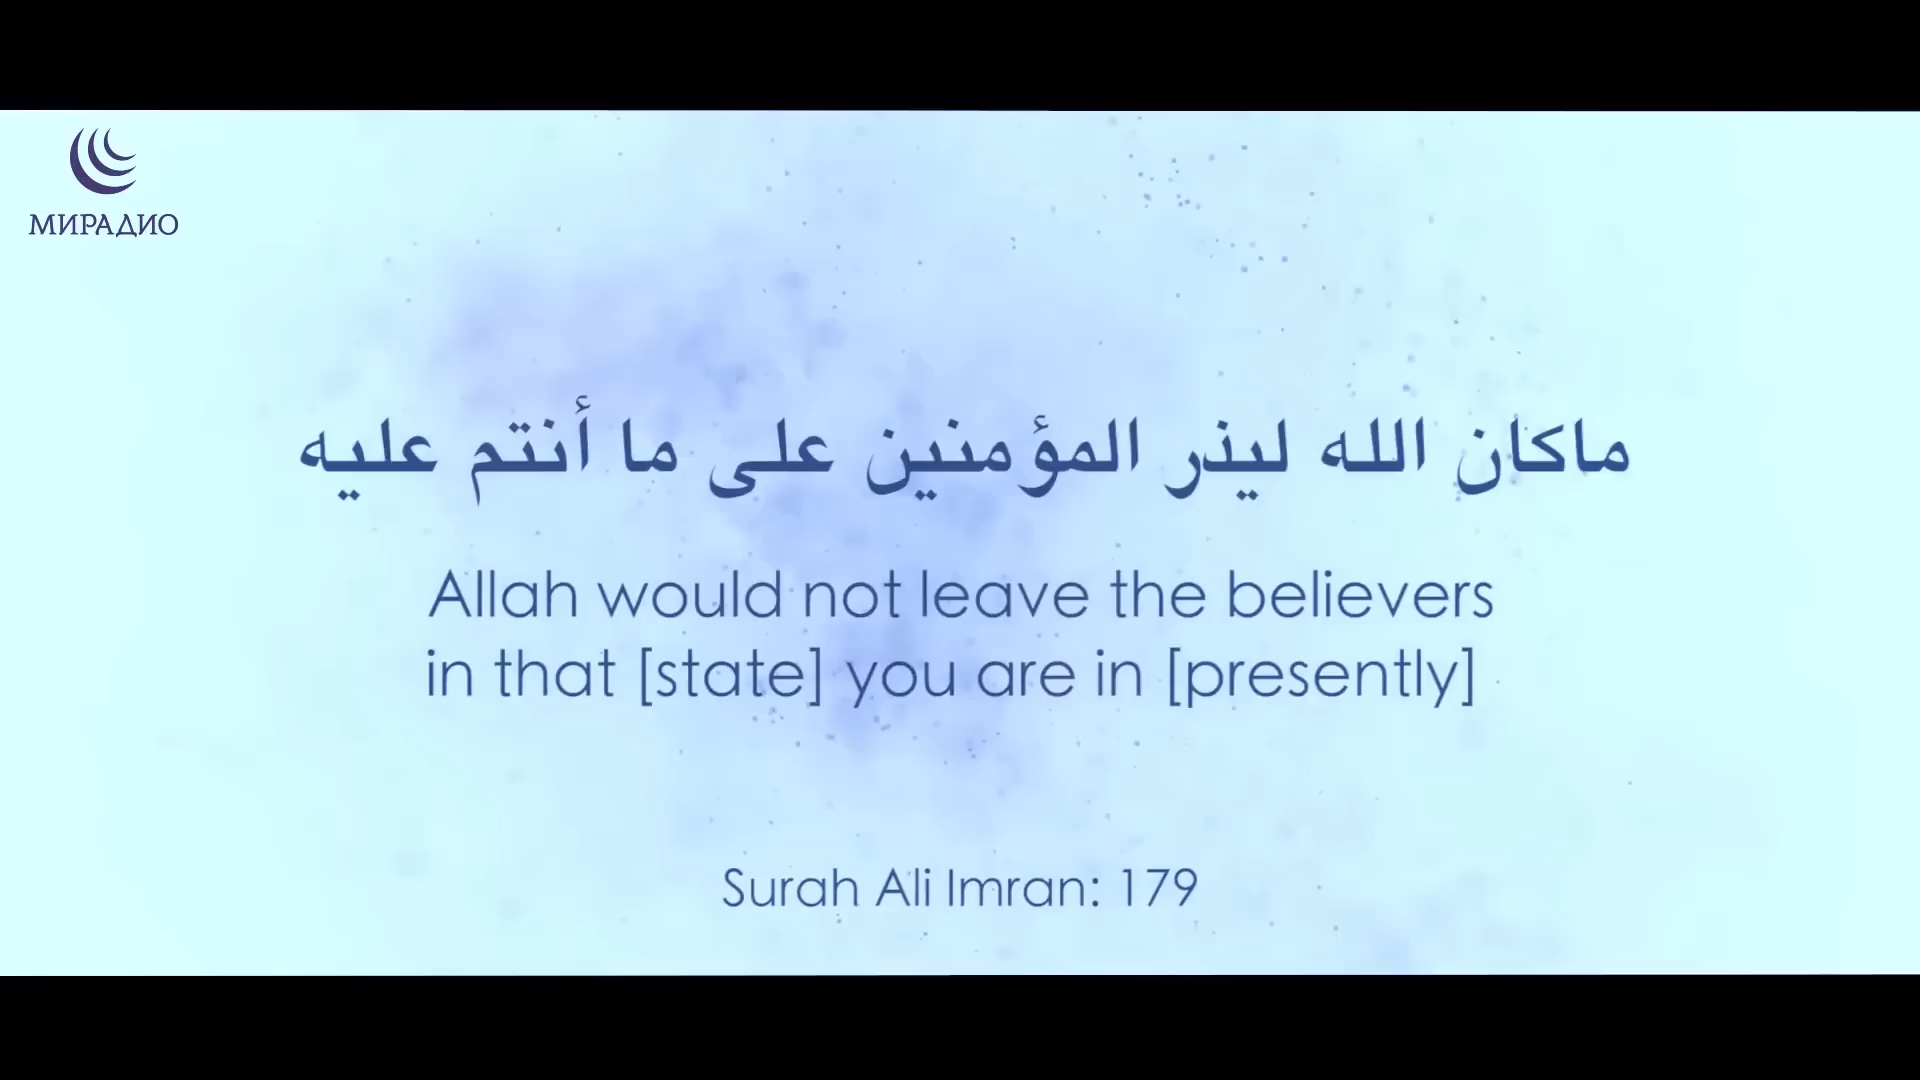 МИРАДИО
ماكان الله ليذر المؤمنين على ما أنتم عليه
Allah would not leave the believers
in that [state] you are in [presently]
Surah Ali Imran: 179